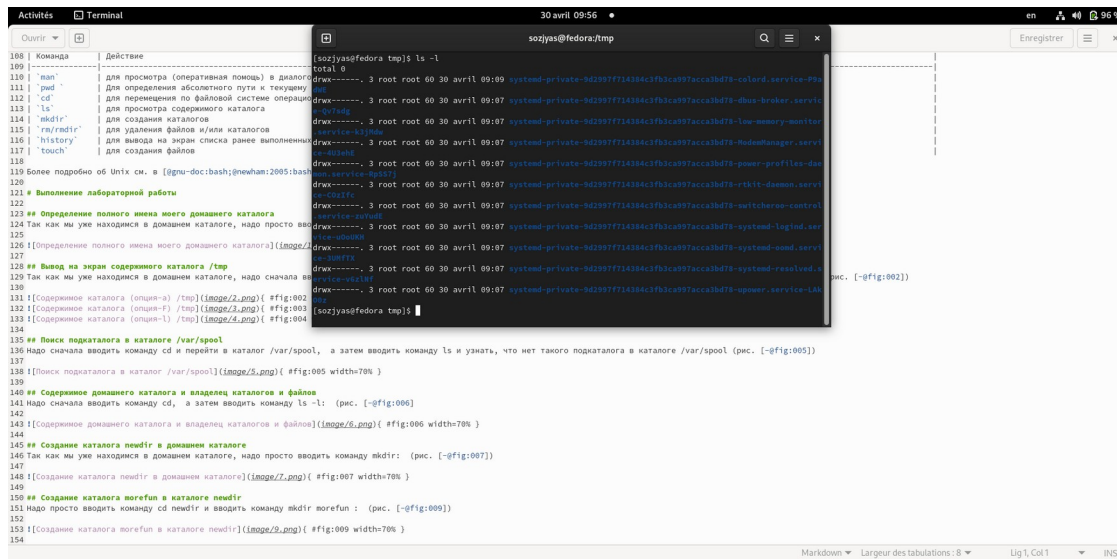 Activités Terminal 30 avril 09:56 en 96 %
Ouvrir Enregistrer
sozjyas@fedora:/tmp
[sozjyas@fedora tmp]$ ls -l
total 0
drwx------. 3 root root 60 30 avril 09:09 systemd-private-9d2997f714384c3fb3ca997acca3bd78-colord.service-P9a
drwx------. 3 root root 60 30 avril 09:07 systemd-private-9d2997f714384c3fb3ca997acca3bd78-dbus-broker.servic
drwx------. 3 root root 60 30 avril 09:07 systemd-private-9d2997f714384c3fb3ca997acca3bd78-low-memory-monitor
drwx------. 3 root root 60 30 avril 09:07 systemd-private-9d2997f714384c3fb3ca997acca3bd78-ModemManager.servi
drwx------. 3 root root 60 30 avril 09:07 systemd-private-9d2997f714384c3fb3ca997acca3bd78-power-profiles-dae
drwx------. 3 root root 60 30 avril 09:07 systemd-private-9d2997f714384c3fb3ca997acca3bd78-rtkit-daemon.servi
drwx------. 3 root root 60 30 avril 09:07 systemd-private-9d2997f714384c3fb3ca997acca3bd78-switcheroo-control
drwx------. 3 root root 60 30 avril 09:07 systemd-private-9d2997f714384c3fb3ca997acca3bd78-systemd-logind.ser
drwx------. 3 root root 60 30 avril 09:07 systemd-private-9d2997f714384c3fb3ca997acca3bd78-systemd-oomd.servi
drwx------. 3 root root 60 30 avril 09:07 systemd-private-9d2997f714384c3fb3ca997acca3bd78-systemd-resolved.s
drwx------. 3 root root 60 30 avril 09:07 systemd-private-9d2997f714384c3fb3ca997acca3bd78-upower.service-LAk
[sozjyas@fedora tmp]$
108 | Команда | Действие
109
110 | `man` | для просмотра (оперативная помощь) в диалого
111 | `pwd ` | Для определения абсолютного пути к текущему
112 | `cd` | для перемещения по файловой системе операцио
113 | `ls` | для просмотра содержимого каталога
114 | `mkdir` | для создания каталогов
115 | `rm/rmdir` | для удаления файлов и/или каталогов
116 | `history` | для вывода на экран списка ранее выполненных
117 | `touch` | для создания файлов
118
119 Более подробно об Unix см. в [@gnu-doc:bash;@newham:2005:bash
120
121 # Выполнение лабораторной работы
122
123 ## Определение полного имена моего домашнего каталога
124 Так как мы уже находимся в домашнем каталоге, надо просто вво
125
126 ![Определение полного имена моего домашнего каталога](image/1
127
128 ## Вывод на экран содержимого каталога /tmp
129 Так как мы уже находимся в домашнем каталоге, надо сначала вв рис. [-@fig:002])
130
131 ![Содержимое каталога (опция-a) /tmp](image/2.png){ #fig:002
132 ![Содержимое каталога (опция-F) /tmp](image/3.png){ #fig:003
133 ![Содержимое каталога (опция-l) /tmp](image/4.png){ #fig:004
134
135 ## Поиск подкаталога в каталоге /var/spool
136 Надо сначала вводить команду cd и перейти в каталог /var/spool, а затем вводить команду ls и узнать, что нет такого подкаталога в каталоге /var/spool (рис. [-@fig:005])
137
138 ![Поиск подкаталога в каталог /var/spool](image/5.png){ #fig:005 width=70% }
139
140 ## Содержимое домашнего каталога и владелец каталогов и файлов
141 Надо сначала вводить команду cd, а затем вводить команду ls -l: (рис. [-@fig:006]
142
143 ![Содержимое домашнего каталога и владелец каталогов и файлов](image/6.png){ #fig:006 width=70% }
144
145 ## Создание каталога newdir в домашнем каталоге
146 Так как мы уже находимся в домашнем каталоге, надо просто вводить команду mkdir: (рис. [-@fig:007])
147
148 ![Создание каталога newdir в домашнем каталоге](image/7.png){ #fig:007 width=70% }
149
150 ## Создание каталога morefun в каталоге newdir
151 Надо просто вводить команду cd newdir и вводить команду mkdir morefun : (рис. [-@fig:009])
152
153 ![Создание каталога morefun в каталоге newdir](image/9.png){ #fig:009 width=70% }
154
Markdown Largeur des tabulations : 8 Lig 1, Col 1 INS